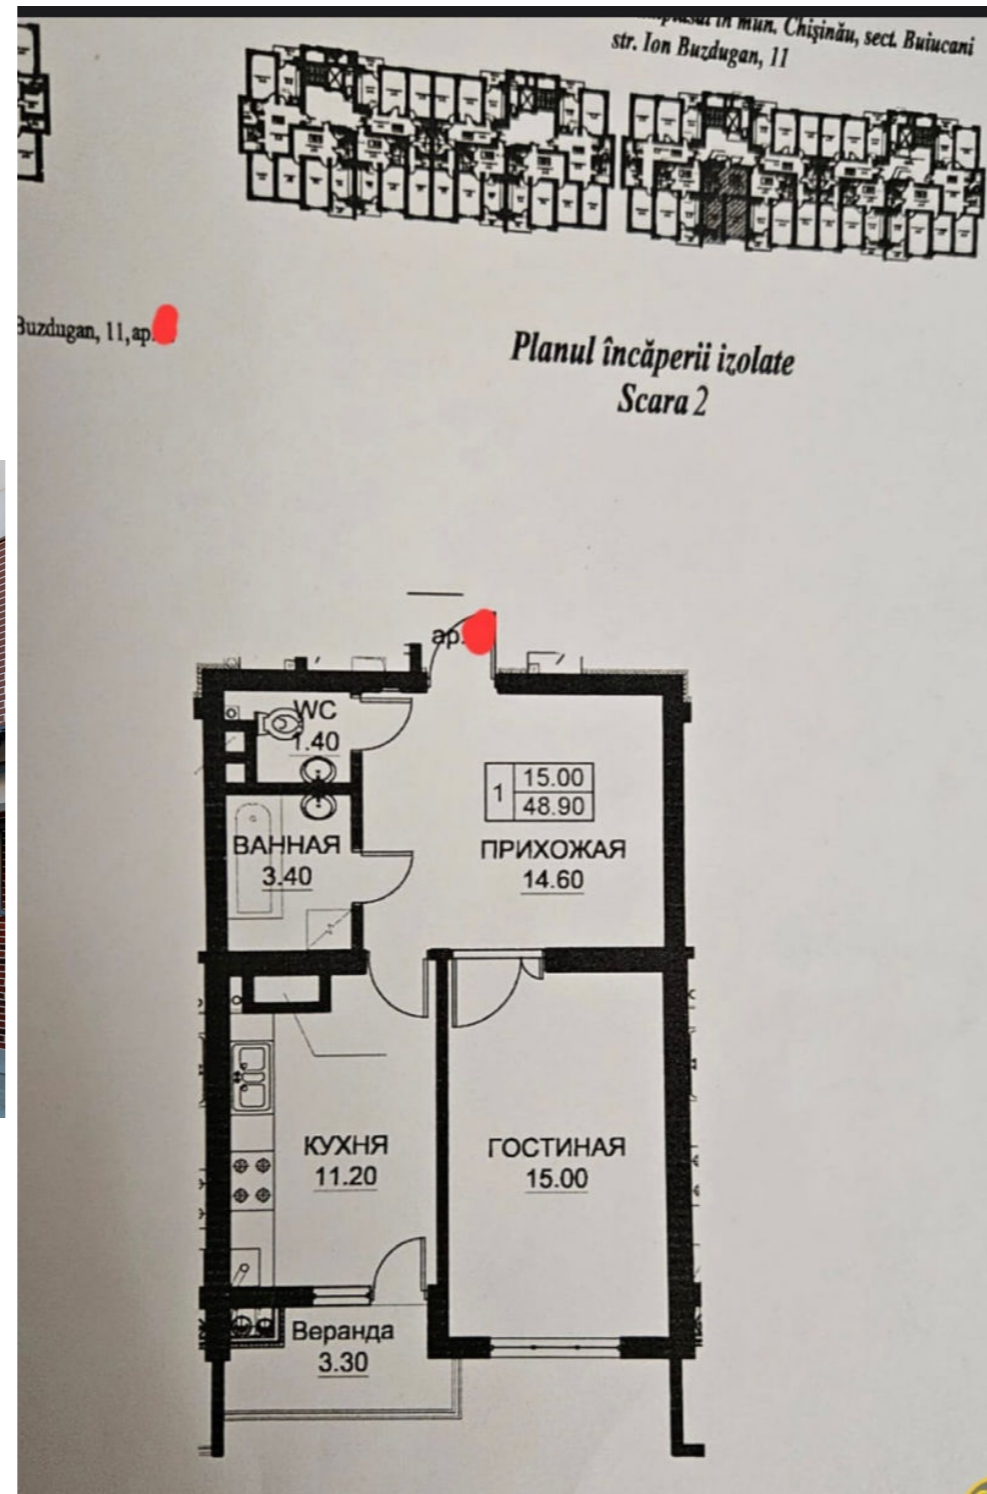 în mun. Chişinău, sect. Buiucani
str. Ion Buzdugan, 11
Buzdugan, 11, ap.
Planul încăperii izolate
Scara 2
ap.
WC
1.40
1 15.00
48.90
ВАННАЯ
3.40
ПРИХОЖАЯ
14.60
КУХНЯ
11.20
ГОСТИНАЯ
15.00
Веранда
3.30